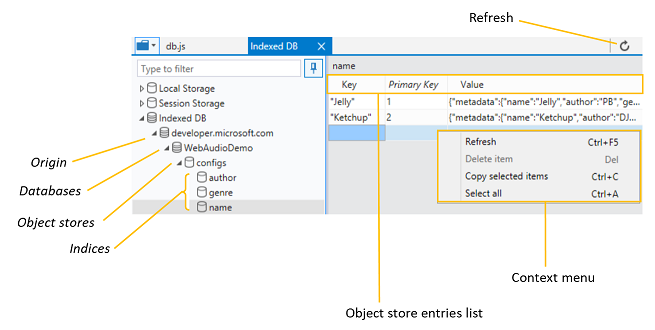 Refresh
db.js
Indexed DB
Type to filter
name
Key Primary Key Value
Local Storage
Session Storage
Indexed DB
developer.microsoft.com
WebAudioDemo
configs
author
genre
name
"Jelly" 1 {"metadata":{"name":"Jelly","author":"PB","ge...
"Ketchup" 2 {"metadata":{"name":"Ketchup","author":"DJ...
Refresh Ctrl+F5
Delete item Del
Copy selected items Ctrl+C
Select all Ctrl+A
Origin
Databases
Object stores
Indices
Context menu
Object store entries list